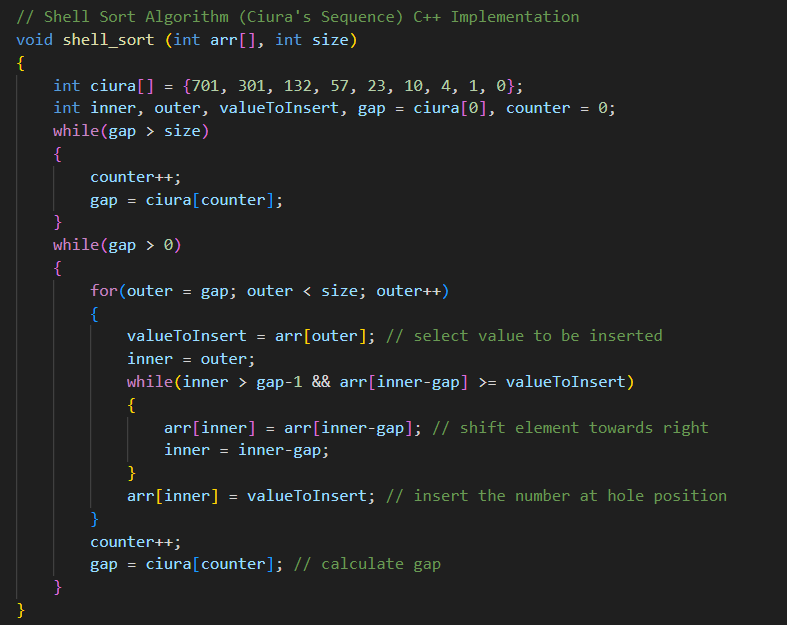 // Shell Sort Algorithm (Ciura's Sequence) C++ Implementation
void shell_sort (int arr[], int size)
{
    int ciura[] = {701, 301, 132, 57, 23, 10, 4, 1, 0};
    int inner, outer, valueToInsert, gap = ciura[0], counter = 0;
    while(gap > size)
    {
        counter++;
        gap = ciura[counter];
    }
    while(gap > 0)
    {
        for(outer = gap; outer < size; outer++)
        {
            valueToInsert = arr[outer]; // select value to be inserted
            inner = outer;
            while(inner > gap-1 && arr[inner-gap] >= valueToInsert)
            {
                arr[inner] = arr[inner-gap]; // shift element towards right
                inner = inner-gap;
            }
            arr[inner] = valueToInsert; // insert the number at hole position
        }
        counter++;
        gap = ciura[counter]; // calculate gap
    }
}